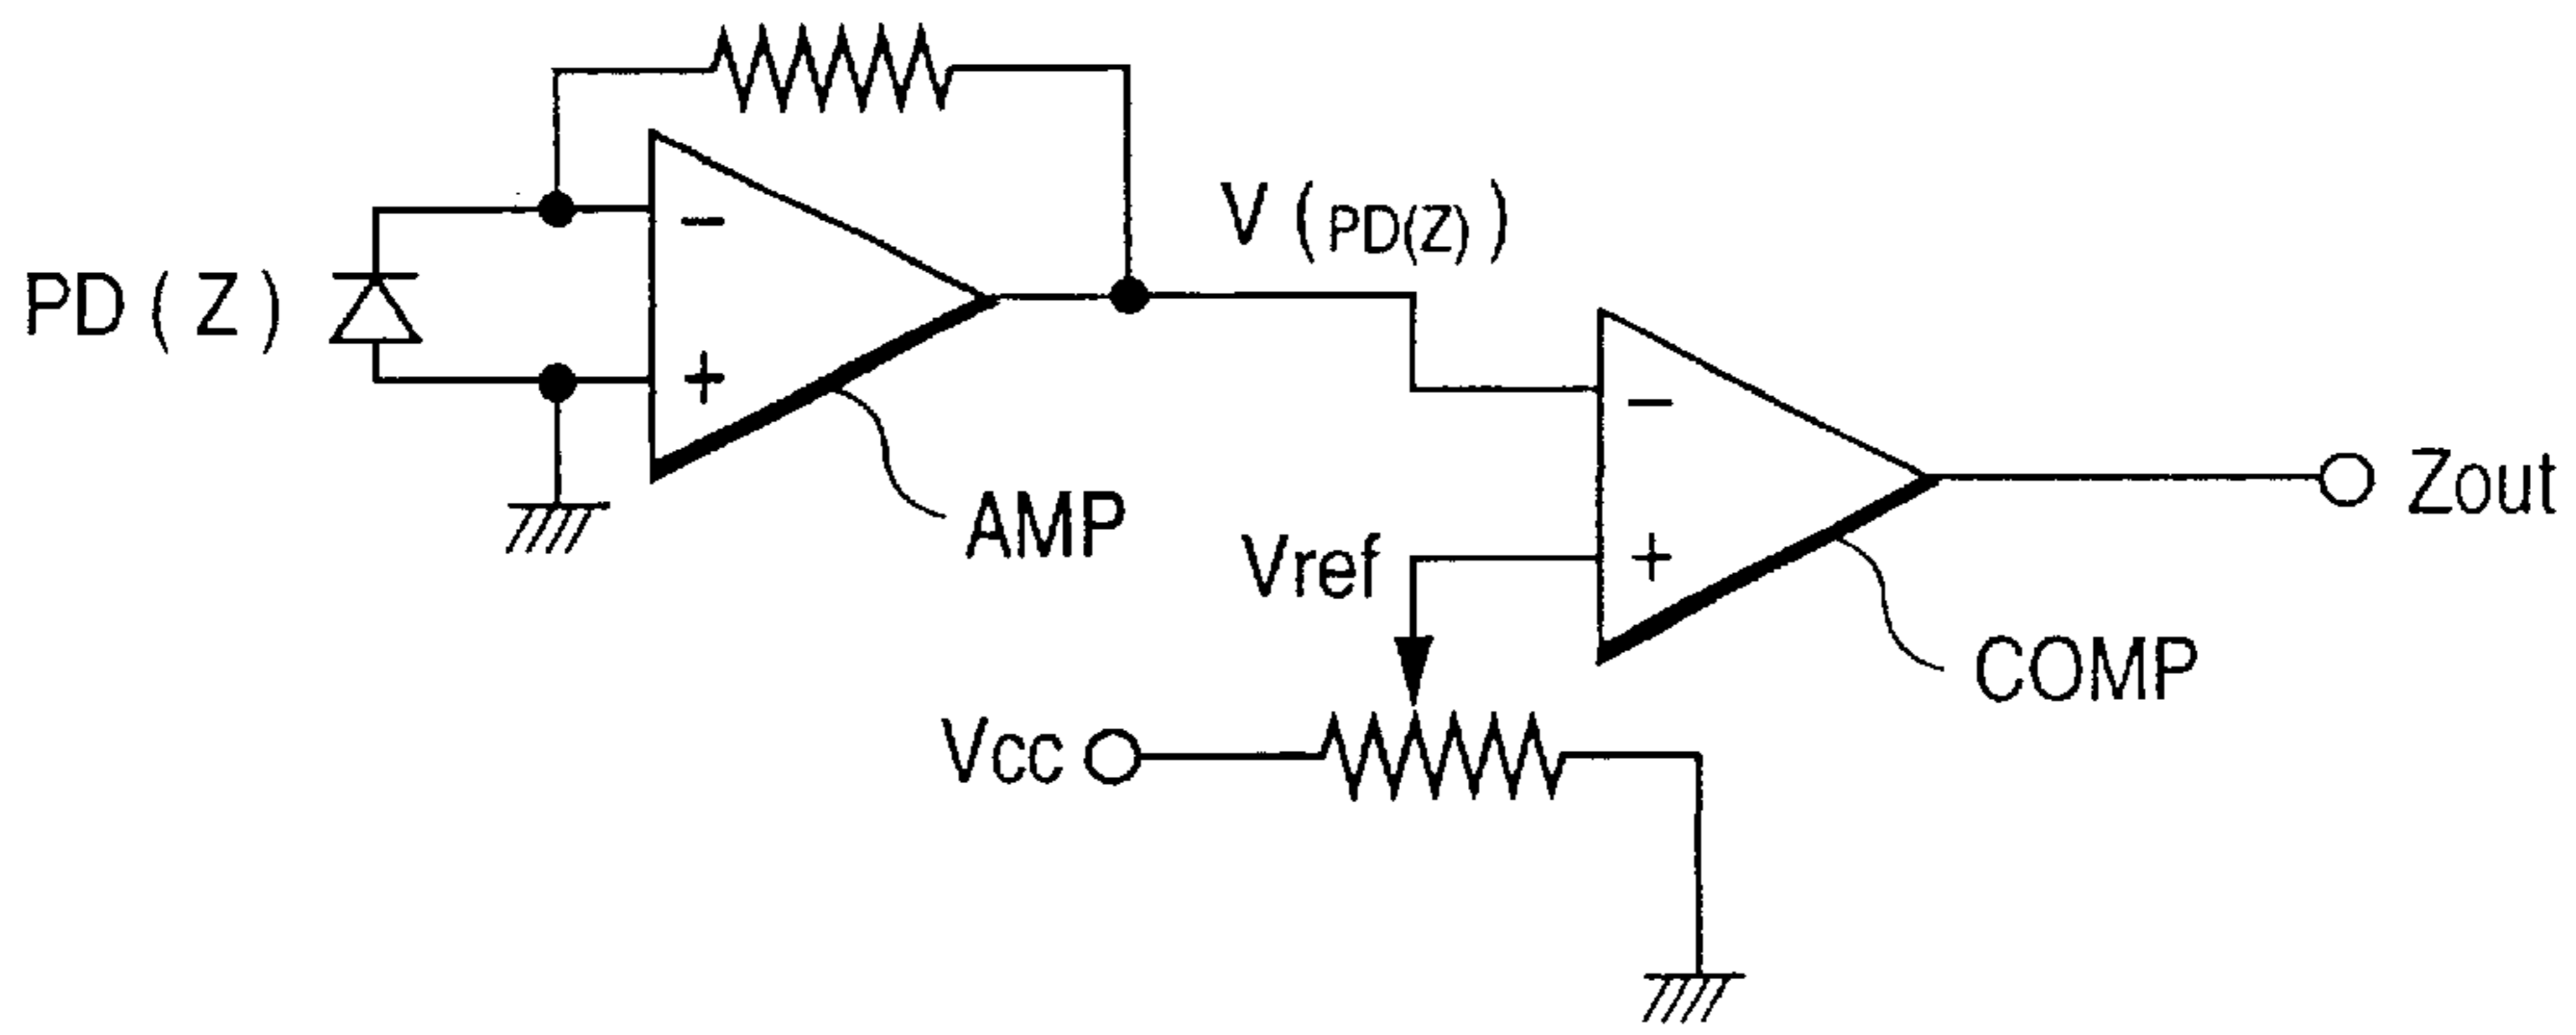 V (PD(Z))
PD ( Z )
−
+
AMP
−
+
Zout
Vref
COMP
Vcc